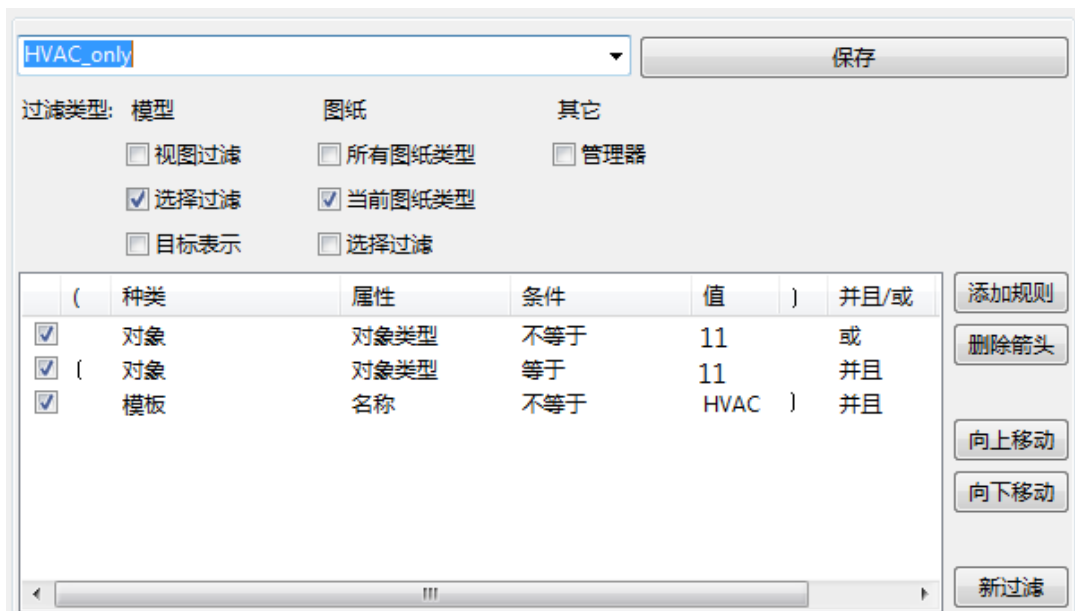 HVAC_only 保存
过滤类型: 模型 图纸 其它
视图过滤 所有图纸类型 管理器
选择过滤 当前图纸类型
目标表示 选择过滤
( 种类 属性 条件 值 ) 并且/或 添加规则
对象 对象类型 不等于 11 或 删除箭头
( 对象 对象类型 等于 11 并且
模板 名称 不等于 HVAC ) 并且
向上移动
向下移动
新过滤